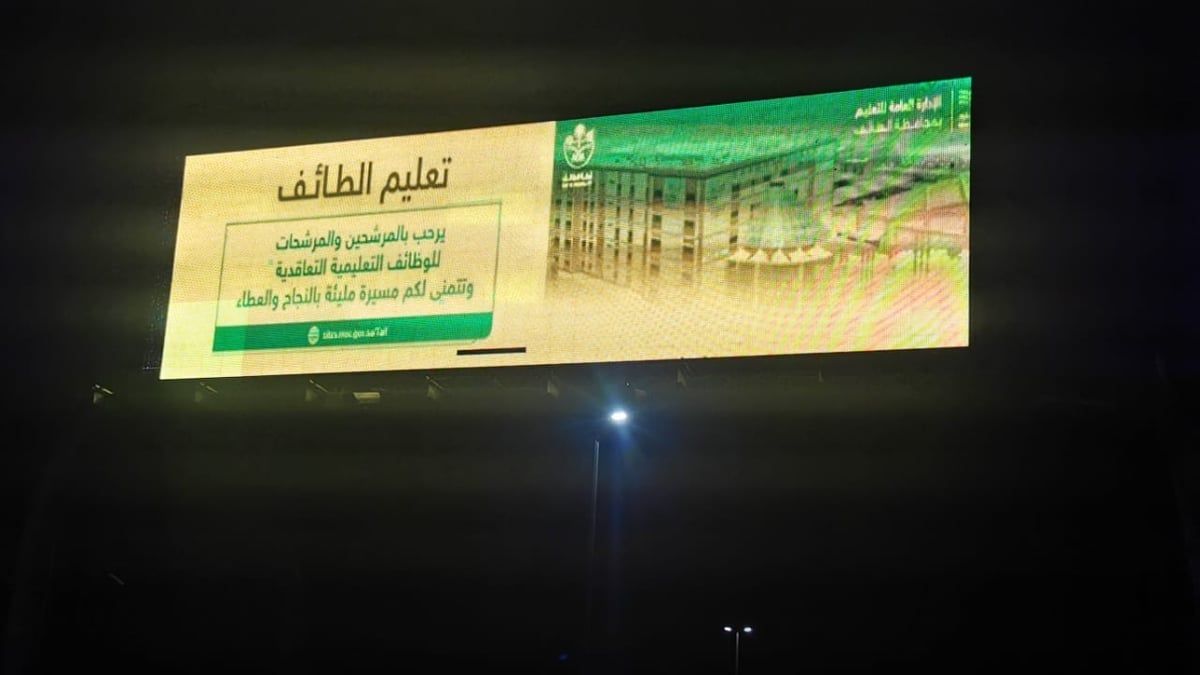 الإدارة العامة للتعليم
بمحافظة الطائف
تعليم الطائف
يرحب بالمرشحين والمرشحات
للوظائف التعليمية التعاقدية
وتتمنى لكم مسيرة مليئة بالنجاح والعطاء